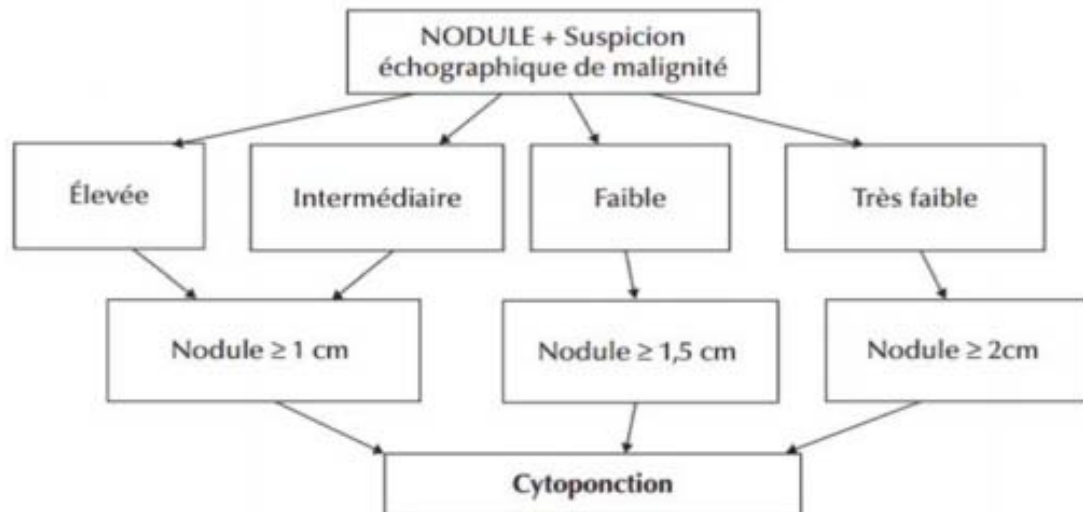 NODULE + Suspicion
échographique de malignité
Élevée
Intermédiaire
Faible
Très faible
Nodule ≥ 1 cm
Nodule ≥ 1,5 cm
Nodule ≥ 2cm
Cytoponction